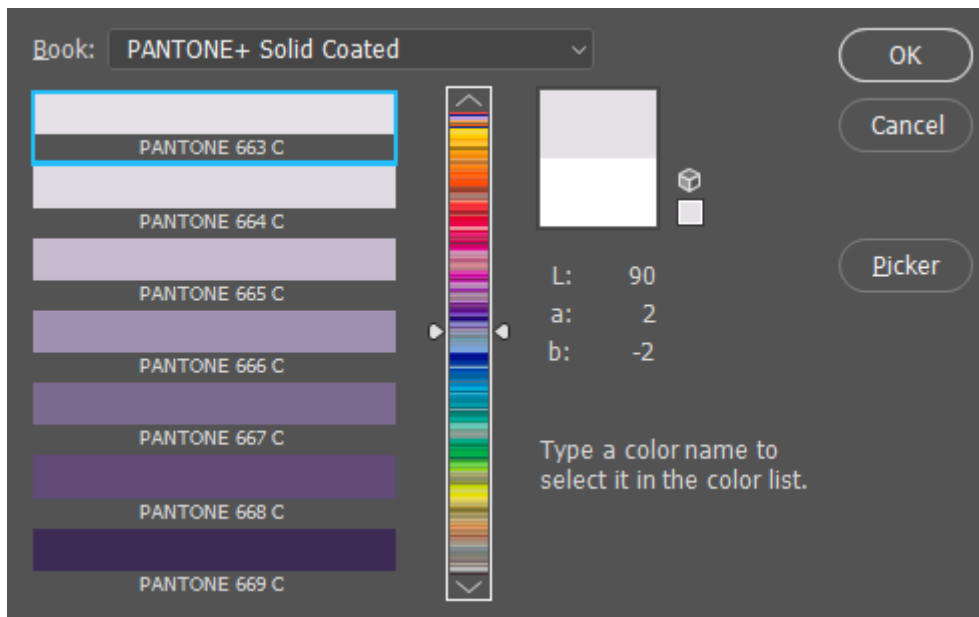 Book: PANTONE+ Solid Coated
PANTONE 663 C
PANTONE 664 C
PANTONE 665 C
PANTONE 666 C
PANTONE 667 C
PANTONE 668 C
PANTONE 669 C
L: 90
a: 2
b: -2
Type a color name to
select it in the color list.
OK
Cancel
Picker